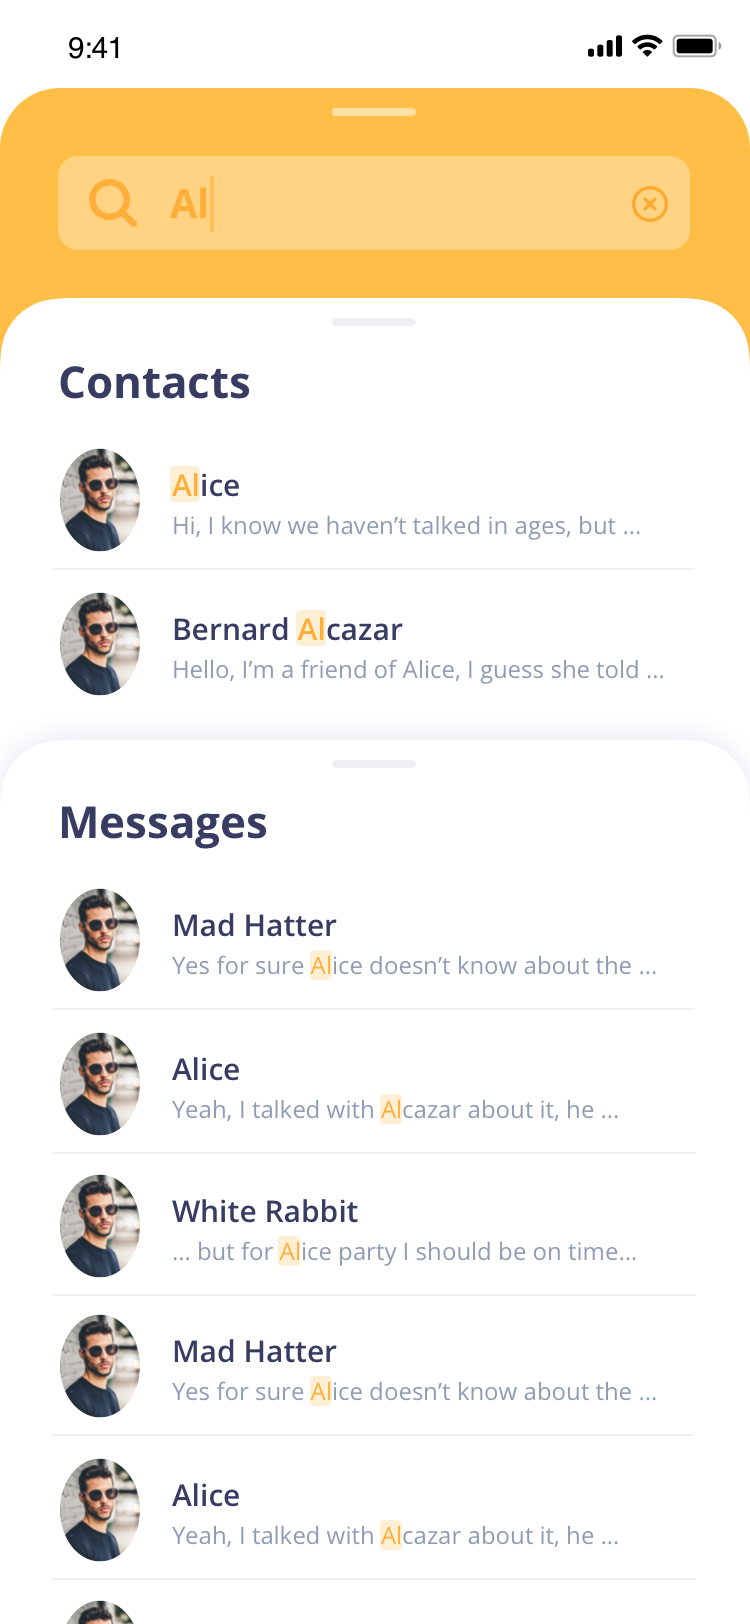 9:41
Al
Contacts
Alice
Hi, I know we haven’t talked in ages, but ...
Bernard Alcazar
Hello, I’m a friend of Alice, I guess she told ...
Messages
Mad Hatter
Yes for sure Alice doesn’t know about the ...
Alice
Yeah, I talked with Alcazar about it, he ...
White Rabbit
... but for Alice party I should be on time...
Mad Hatter
Yes for sure Alice doesn’t know about the ...
Alice
Yeah, I talked with Alcazar about it, he ...